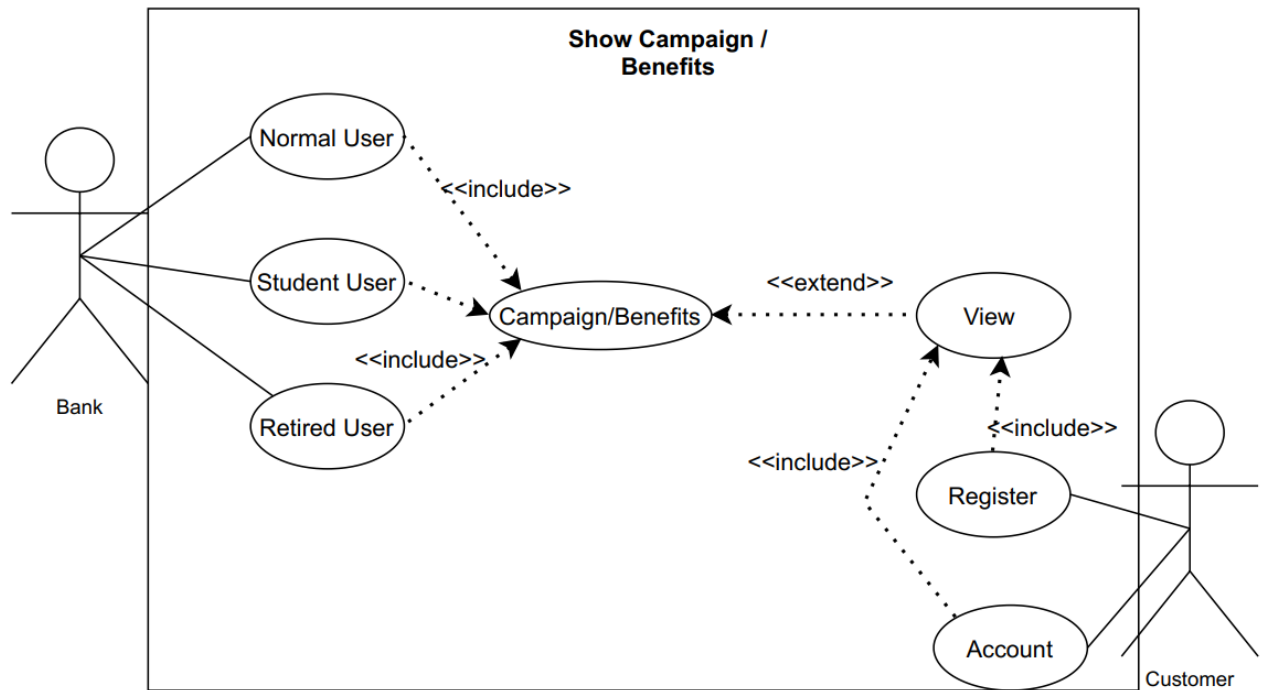 Show Campaign /
Benefits
Normal User
<<include>>
Student User
<<extend>>
Campaign/Benefits
View
<<include>>
Bank
Retired User
<<include>>
<<include>>
Register
Account
Customer